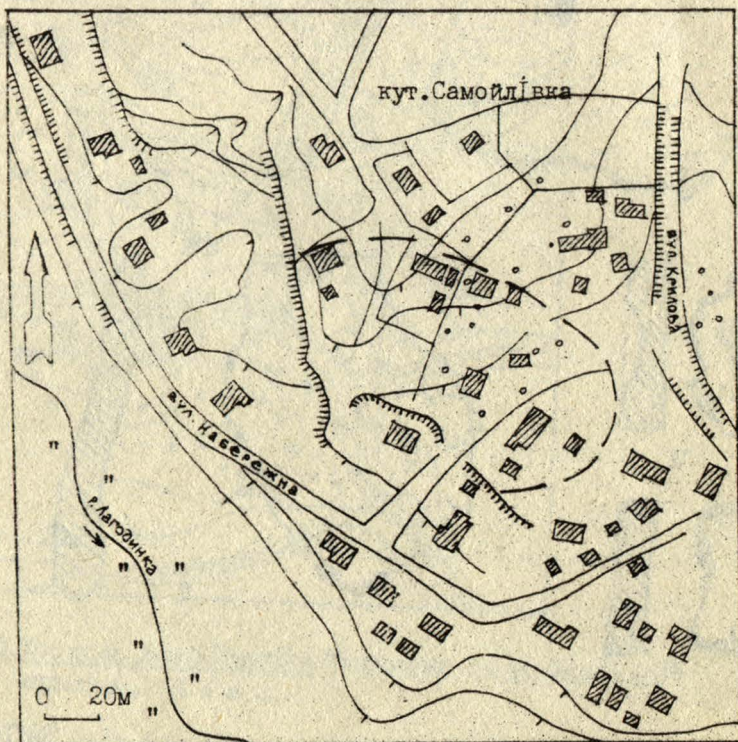 кут.Самойлівка
вул. Крилова
вул. Набережна
р. Лагодинка
0 20м